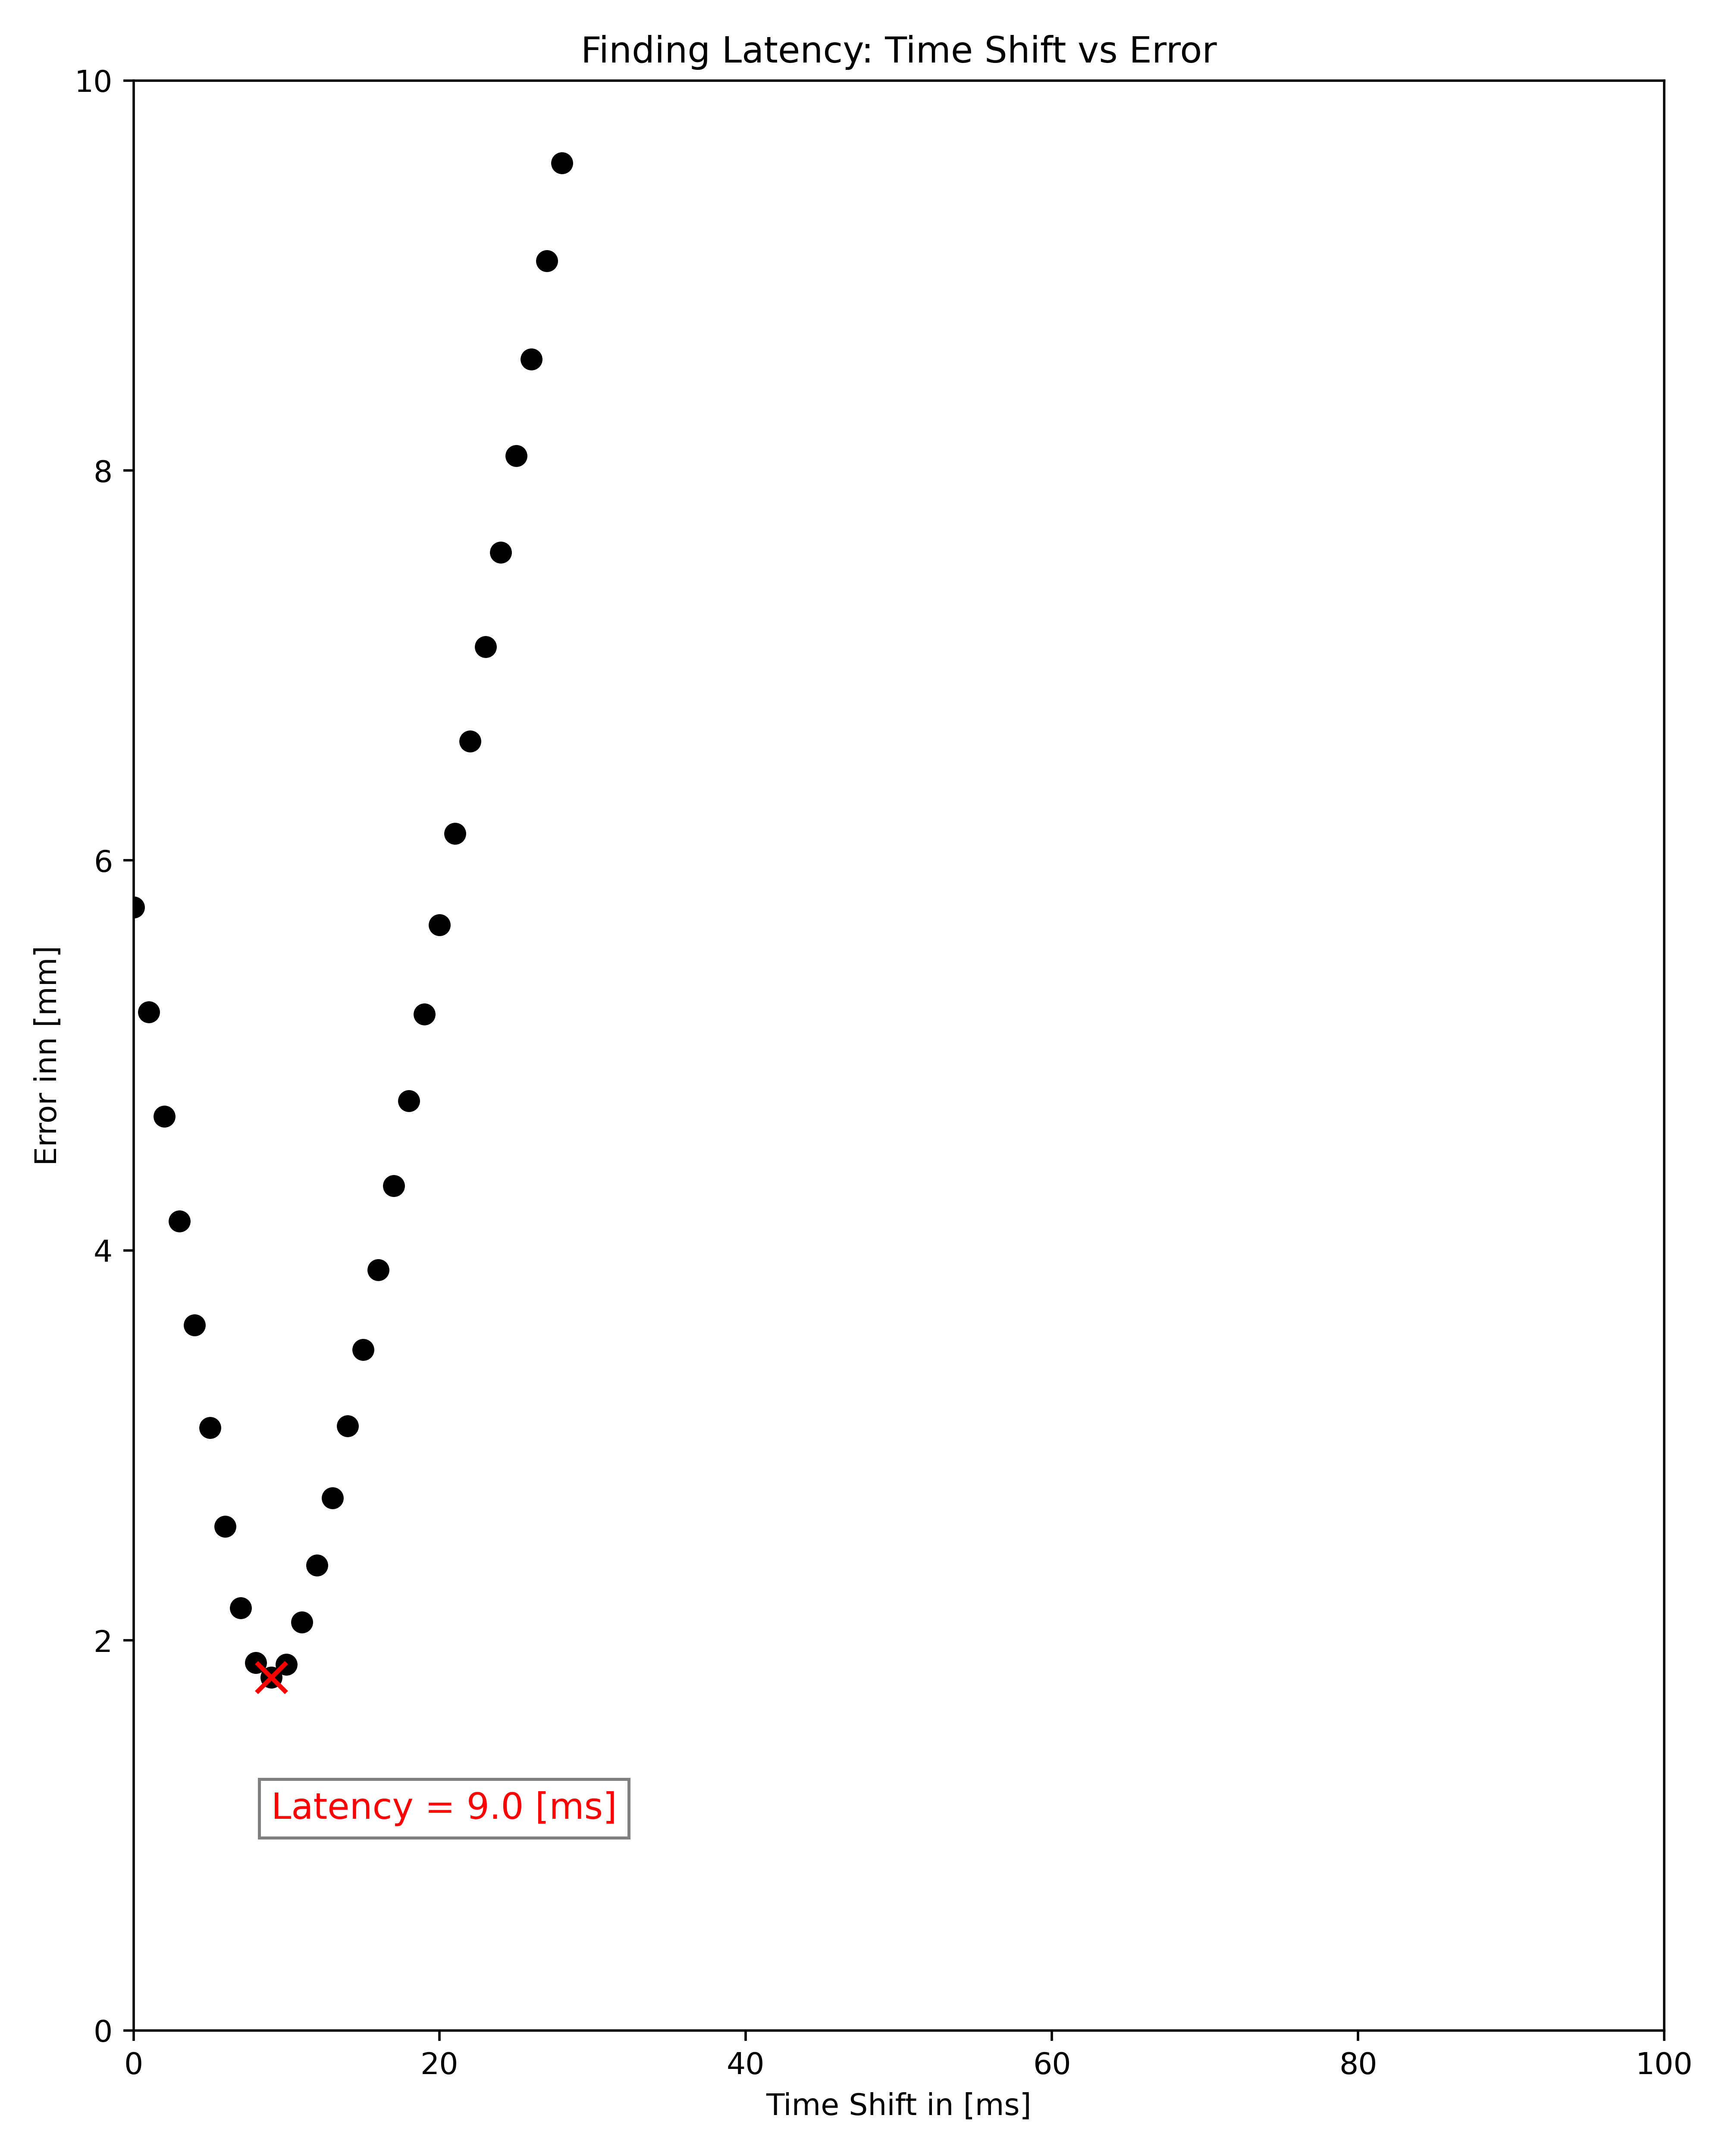 Finding Latency: Time Shift vs Error
10
8
6
4
2
0
Error inn [mm]
Latency = 9.0 [ms]
0 20 40 60 80 100
Time Shift in [ms]